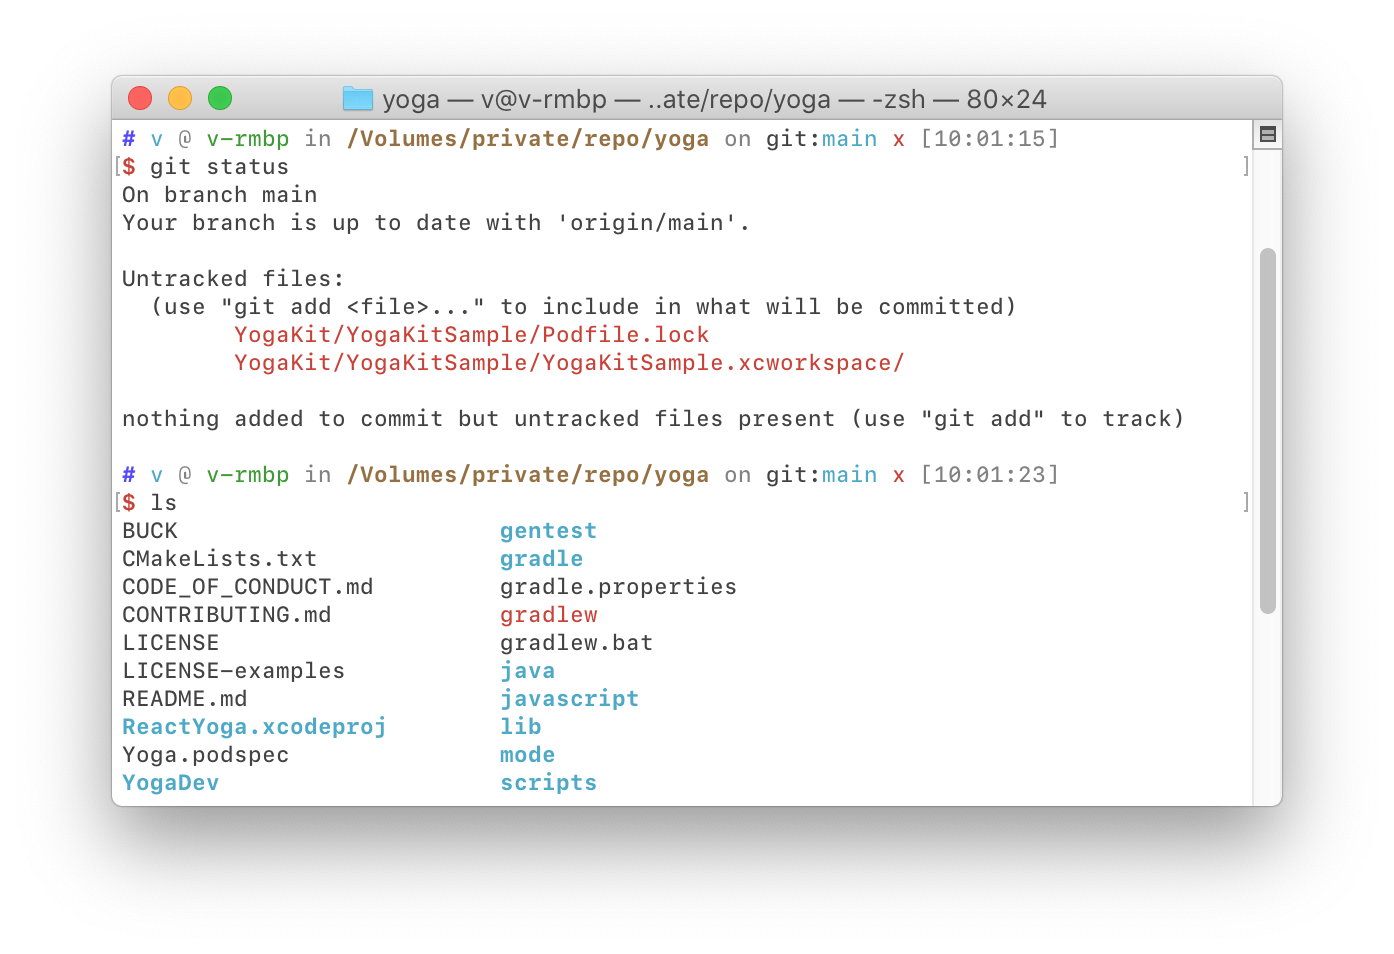 yoga — v@v-rmbp — ..ate/repo/yoga — -zsh — 80×24
# v @ v-rmbp in /Volumes/private/repo/yoga on git:main x [10:01:15]
[$ git status ]
On branch main
Your branch is up to date with 'origin/main'.
Untracked files:
  (use "git add <file>..." to include in what will be committed)
        YogaKit/YogaKitSample/Podfile.lock
        YogaKit/YogaKitSample/YogaKitSample.xcworkspace/
nothing added to commit but untracked files present (use "git add" to track)
# v @ v-rmbp in /Volumes/private/repo/yoga on git:main x [10:01:23]
[$ ls ]
BUCK                       gentest
CMakeLists.txt             gradle
CODE_OF_CONDUCT.md         gradle.properties
CONTRIBUTING.md            gradlew
LICENSE                    gradlew.bat
LICENSE-examples           java
README.md                  javascript
ReactYoga.xcodeproj        lib
Yoga.podspec               mode
YogaDev                    scripts